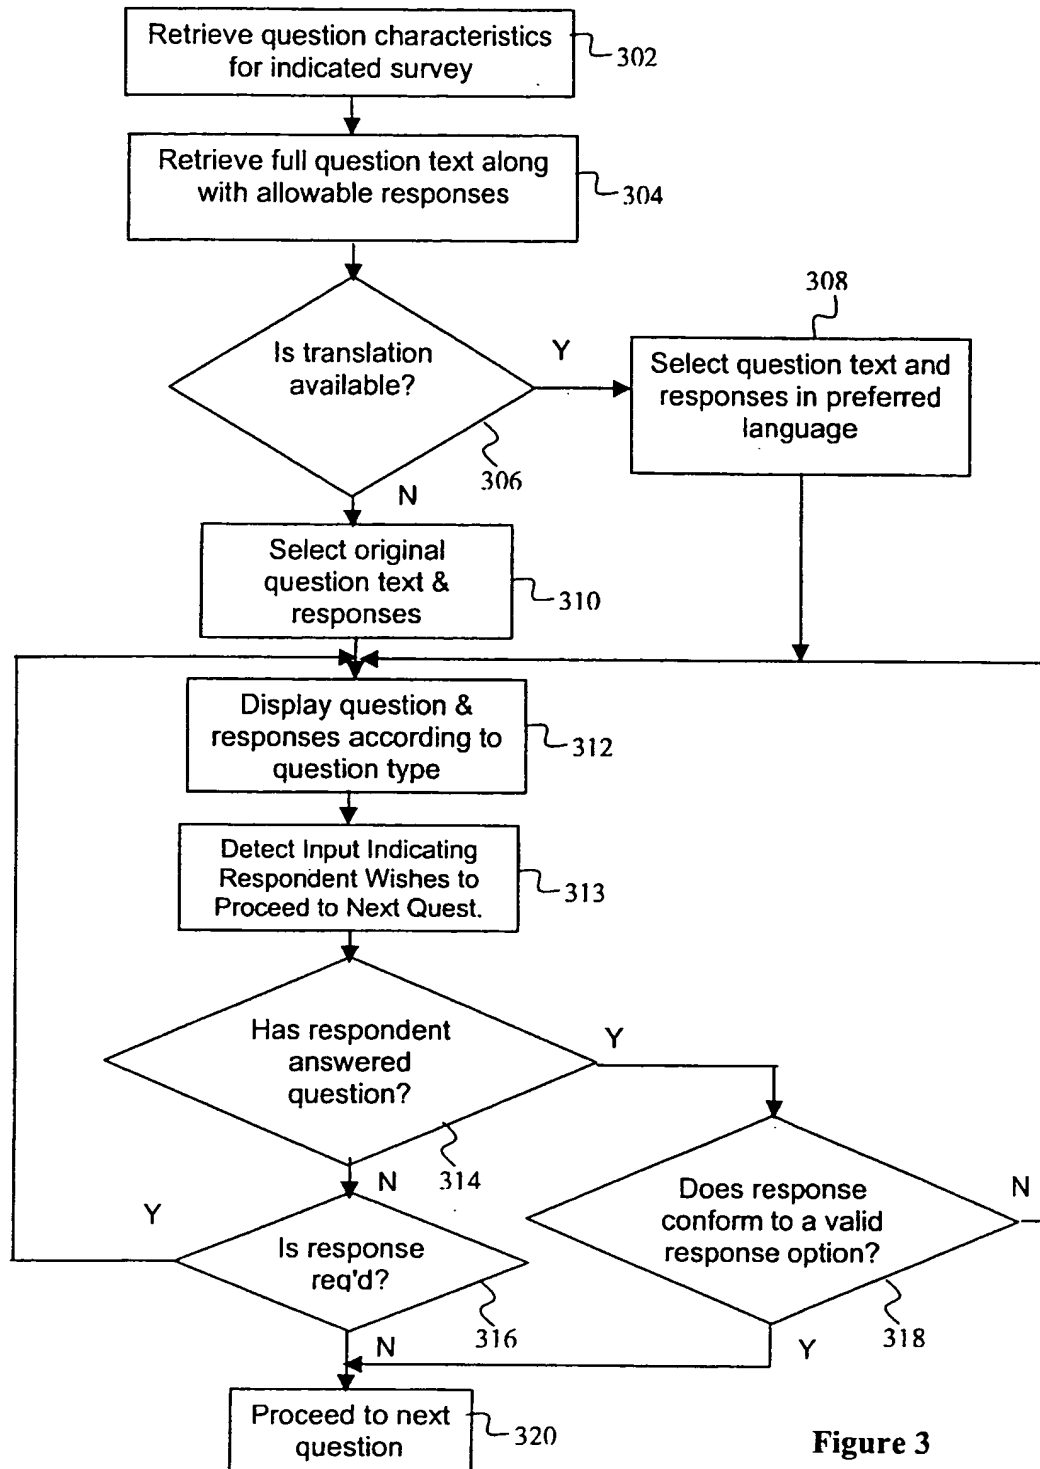 Retrieve question characteristics
for indicated survey
302
Retrieve full question text along
with allowable responses
304
308
Is translation
available?
Y
Select question text and
responses in preferred
language
306
N
Select original
question text &
responses
310
Display question &
responses according to
question type
312
Detect Input Indicating
Respondent Wishes to
Proceed to Next Quest.
313
Has respondent
answered
question?
Y
314
N
Y
Is response
req'd?
316
N
Does response
conform to a valid
response option?
N
318
Y
Proceed to next
question
320
Figure 3